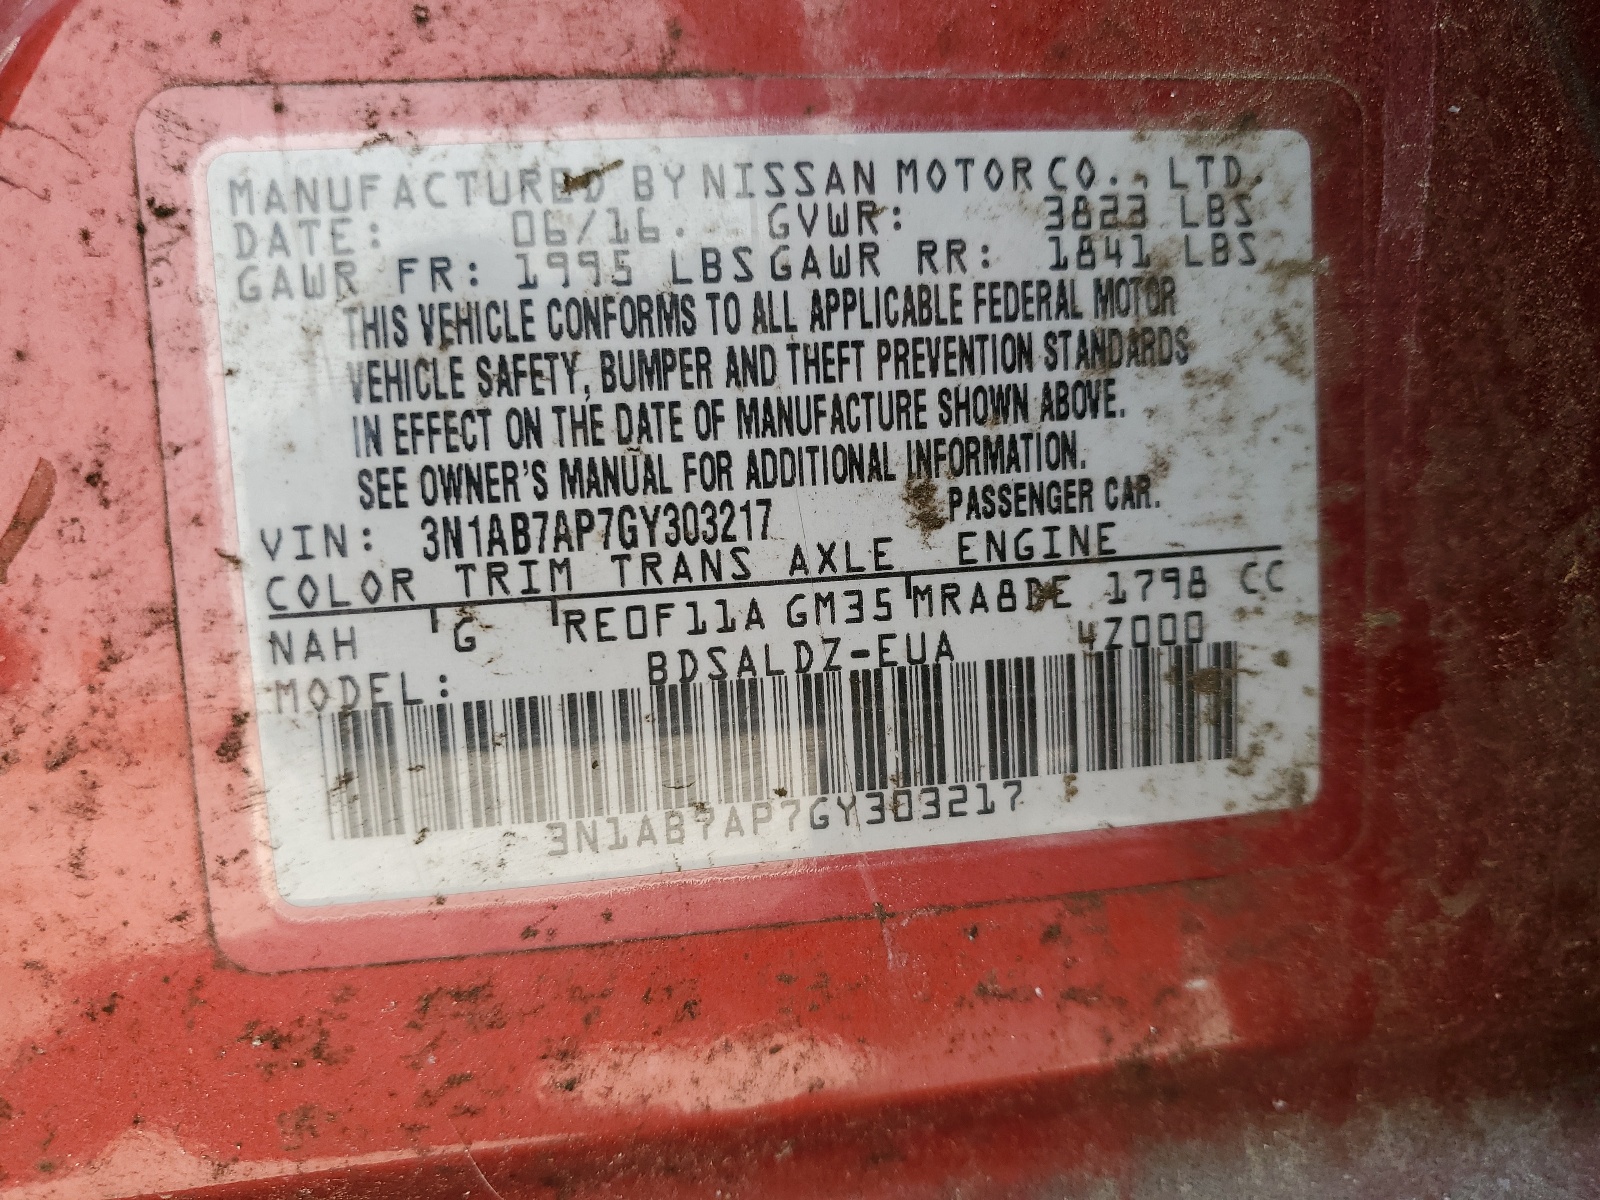 MANUFACTURED BY NISSAN MOTOR CO., LTD.
DATE: 06/16. GVWR: 3823 LBS
GAWR FR: 1995 LBS GAWR RR: 1841 LBS
THIS VEHICLE CONFORMS TO ALL APPLICABLE FEDERAL MOTOR
VEHICLE SAFETY, BUMPER AND THEFT PREVENTION STANDARDS
IN EFFECT ON THE DATE OF MANUFACTURE SHOWN ABOVE.
SEE OWNER'S MANUAL FOR ADDITIONAL INFORMATION.
VIN: 3N1AB7AP7GY303217 PASSENGER CAR.
COLOR TRIM TRANS AXLE ENGINE
NAH G RE0F11A GM35 MRA8DE 1798 CC
MODEL: BDSALDZ-EUA 4Z000
3N1AB7AP7GY303217